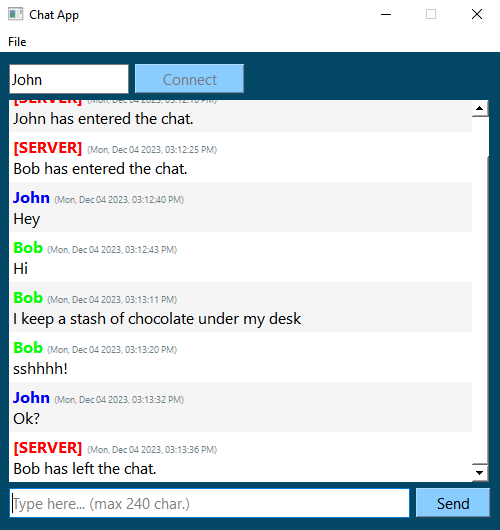 Chat App
File
John
Connect
[SERVER] (Mon, Dec 04 2023, 03:12:16 PM)
John has entered the chat.
[SERVER] (Mon, Dec 04 2023, 03:12:25 PM)
Bob has entered the chat.
John (Mon, Dec 04 2023, 03:12:40 PM)
Hey
Bob (Mon, Dec 04 2023, 03:12:43 PM)
Hi
Bob (Mon, Dec 04 2023, 03:13:11 PM)
I keep a stash of chocolate under my desk
Bob (Mon, Dec 04 2023, 03:13:20 PM)
sshhhh!
John (Mon, Dec 04 2023, 03:13:32 PM)
Ok?
[SERVER] (Mon, Dec 04 2023, 03:13:36 PM)
Bob has left the chat.
Type here... (max 240 char.)
Send